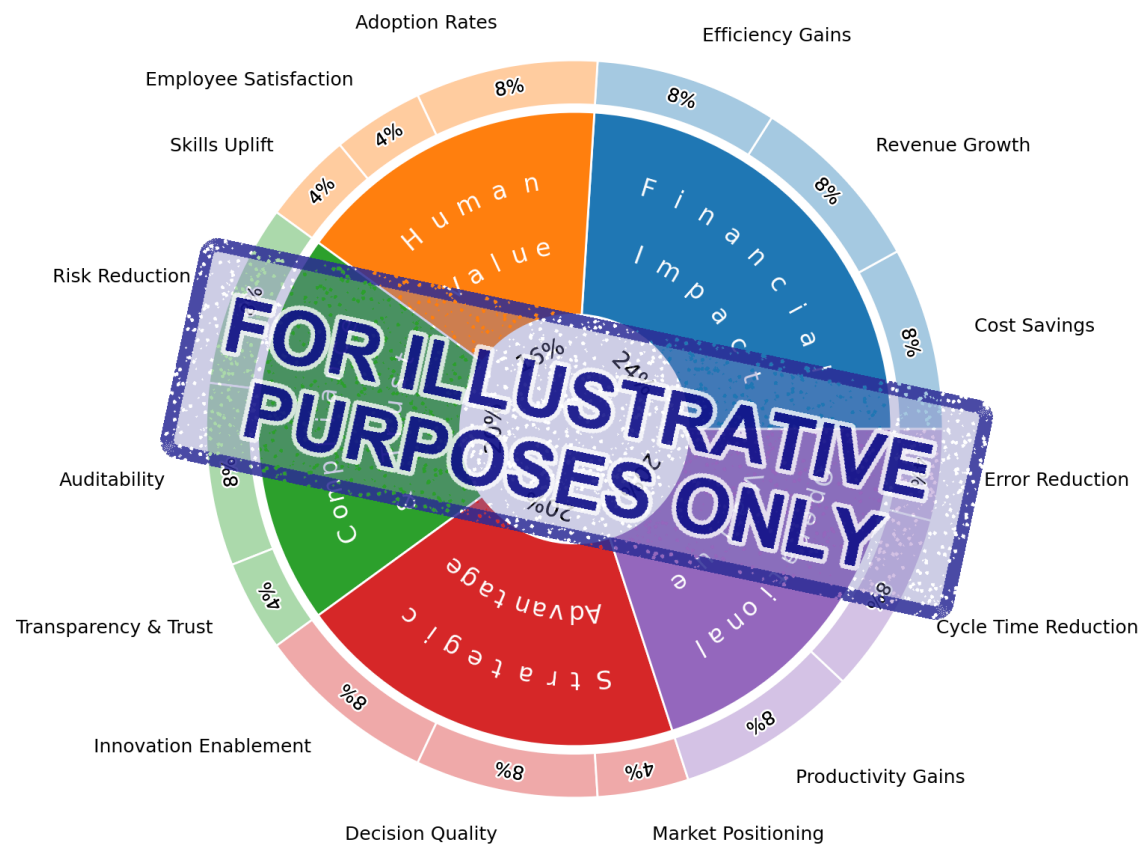 Adoption Rates
Efficiency Gains
Employee Satisfaction
Skills Uplift
Revenue Growth
Risk Reduction
Cost Savings
Auditability
Error Reduction
Transparency & Trust
Cycle Time Reduction
Innovation Enablement
Productivity Gains
Decision Quality
Market Positioning
8%
8%
4%
4%
8%
8%
8%
4%
8%
8%
8%
4%
8%
Human
Value
Financial
Impact
Strategic
Advantage
FOR ILLUSTRATIVE
PURPOSES ONLY